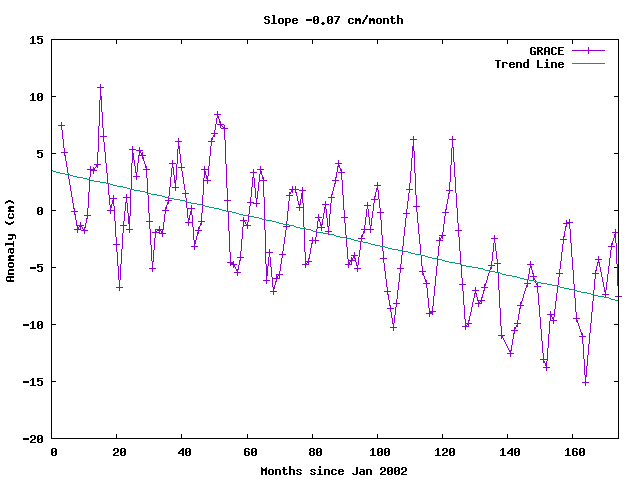 Slope -0.07 cm/month
GRACE
Trend Line
15
10
5
0
-5
-10
-15
-20
Anomaly (cm)
0 20 40 60 80 100 120 140 160
Months since Jan 2002